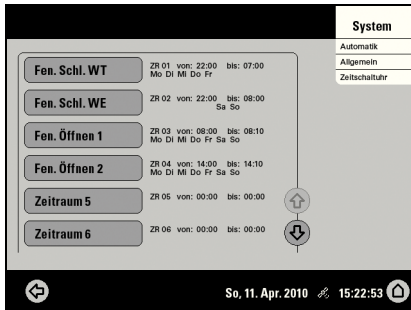 System
Automatik
Allgemein
Zeitschaltuhr
Fen. Schl. WT
ZR 01 von: 22:00 bis: 07:00
Mo Di Mi Do Fr
Fen. Schl. WE
ZR 02 von: 22:00 bis: 08:00
Sa So
Fen. Öffnen 1
ZR 03 von: 08:00 bis: 08:10
Mo Di Mi Do Fr Sa So
Fen. Öffnen 2
ZR 04 von: 14:00 bis: 14:10
Mo Di Mi Do Fr Sa So
Zeitraum 5
ZR 05 von: 00:00 bis: 00:00
Zeitraum 6
ZR 06 von: 00:00 bis: 00:00
So, 11. Apr. 2010 15:22:53